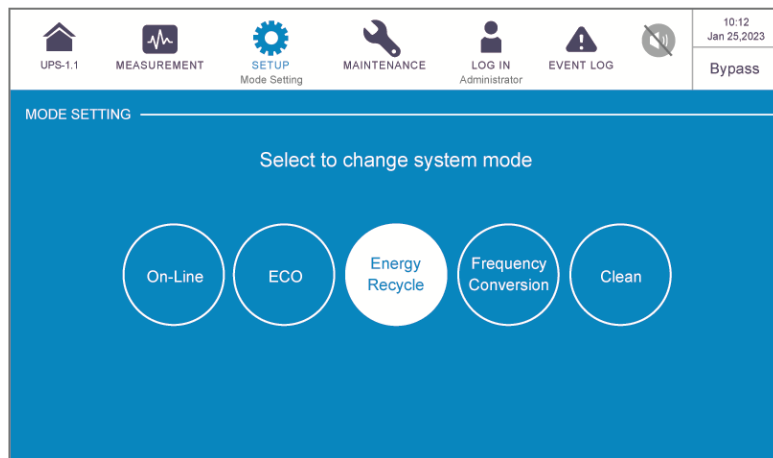 10:12
Jan 25,2023
UPS-1.1
MEASUREMENT
SETUP
Mode Setting
MAINTENANCE
LOG IN
Administrator
EVENT LOG
Bypass
MODE SETTING
Select to change system mode
On-Line
ECO
Energy
Recycle
Frequency
Conversion
Clean